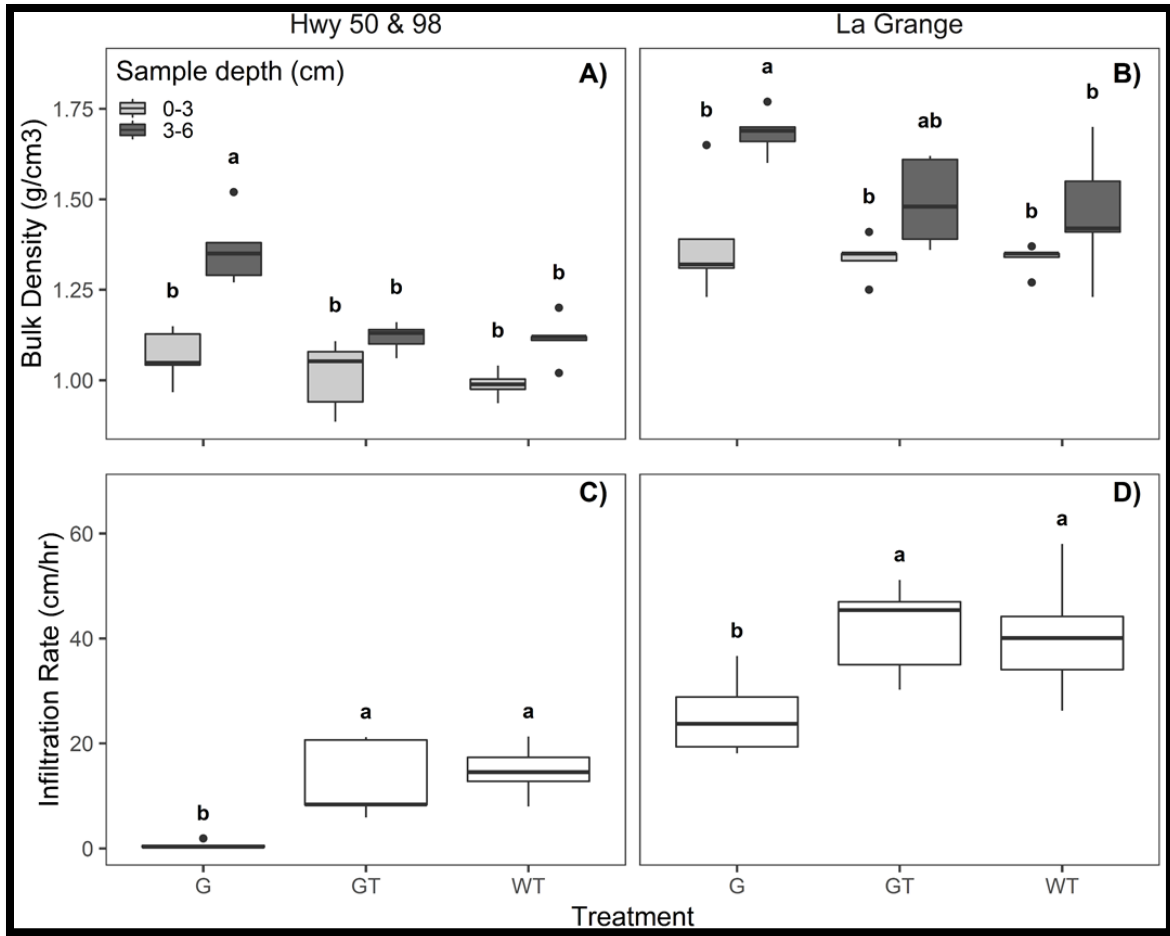 Hwy 50 & 98
La Grange
Sample depth (cm)
0-3
3-6
A)
B)
Bulk Density (g/cm3)
1.75
1.50
1.25
1.00
b
a
b
b
b
b
b
a
b
ab
b
b
C)
D)
Infiltration Rate (cm/hr)
60
40
20
0
b
a
a
b
a
a
G
GT
WT
G
GT
WT
Treatment